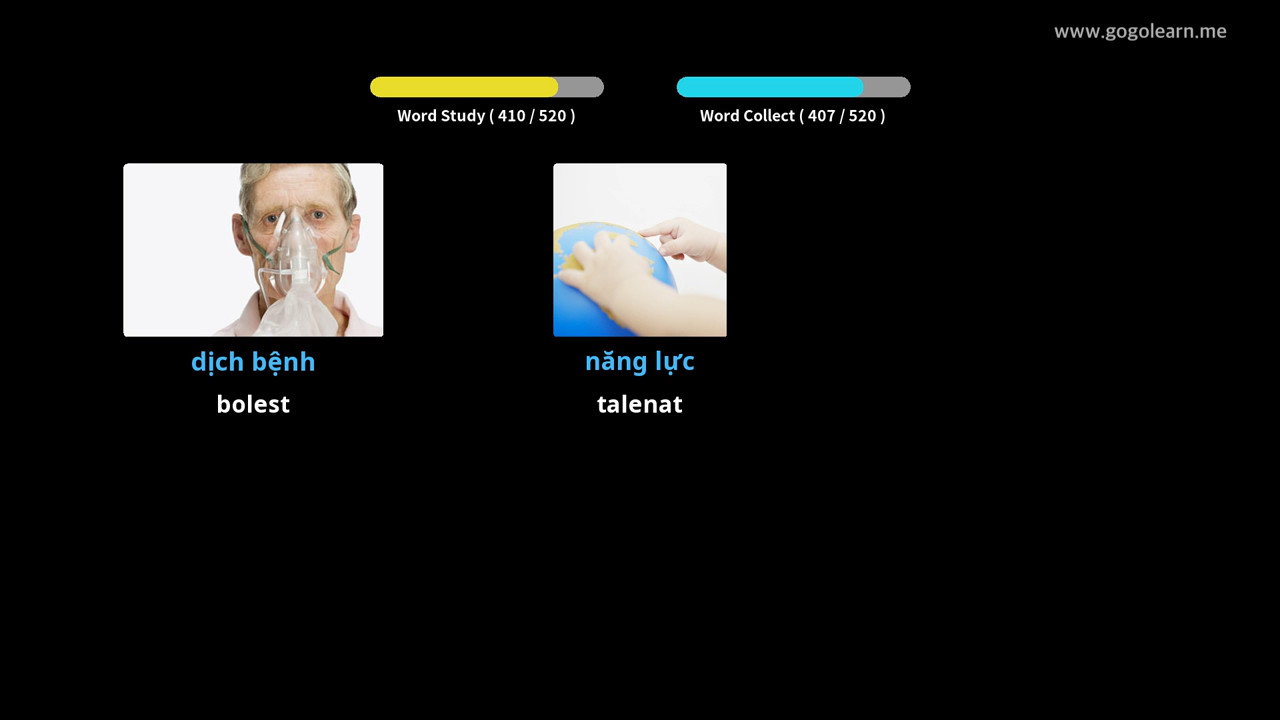 www.gogolearn.me
Word Study ( 410 / 520 )
Word Collect ( 407 / 520 )
dịch bệnh
năng lực
bolest
talenat